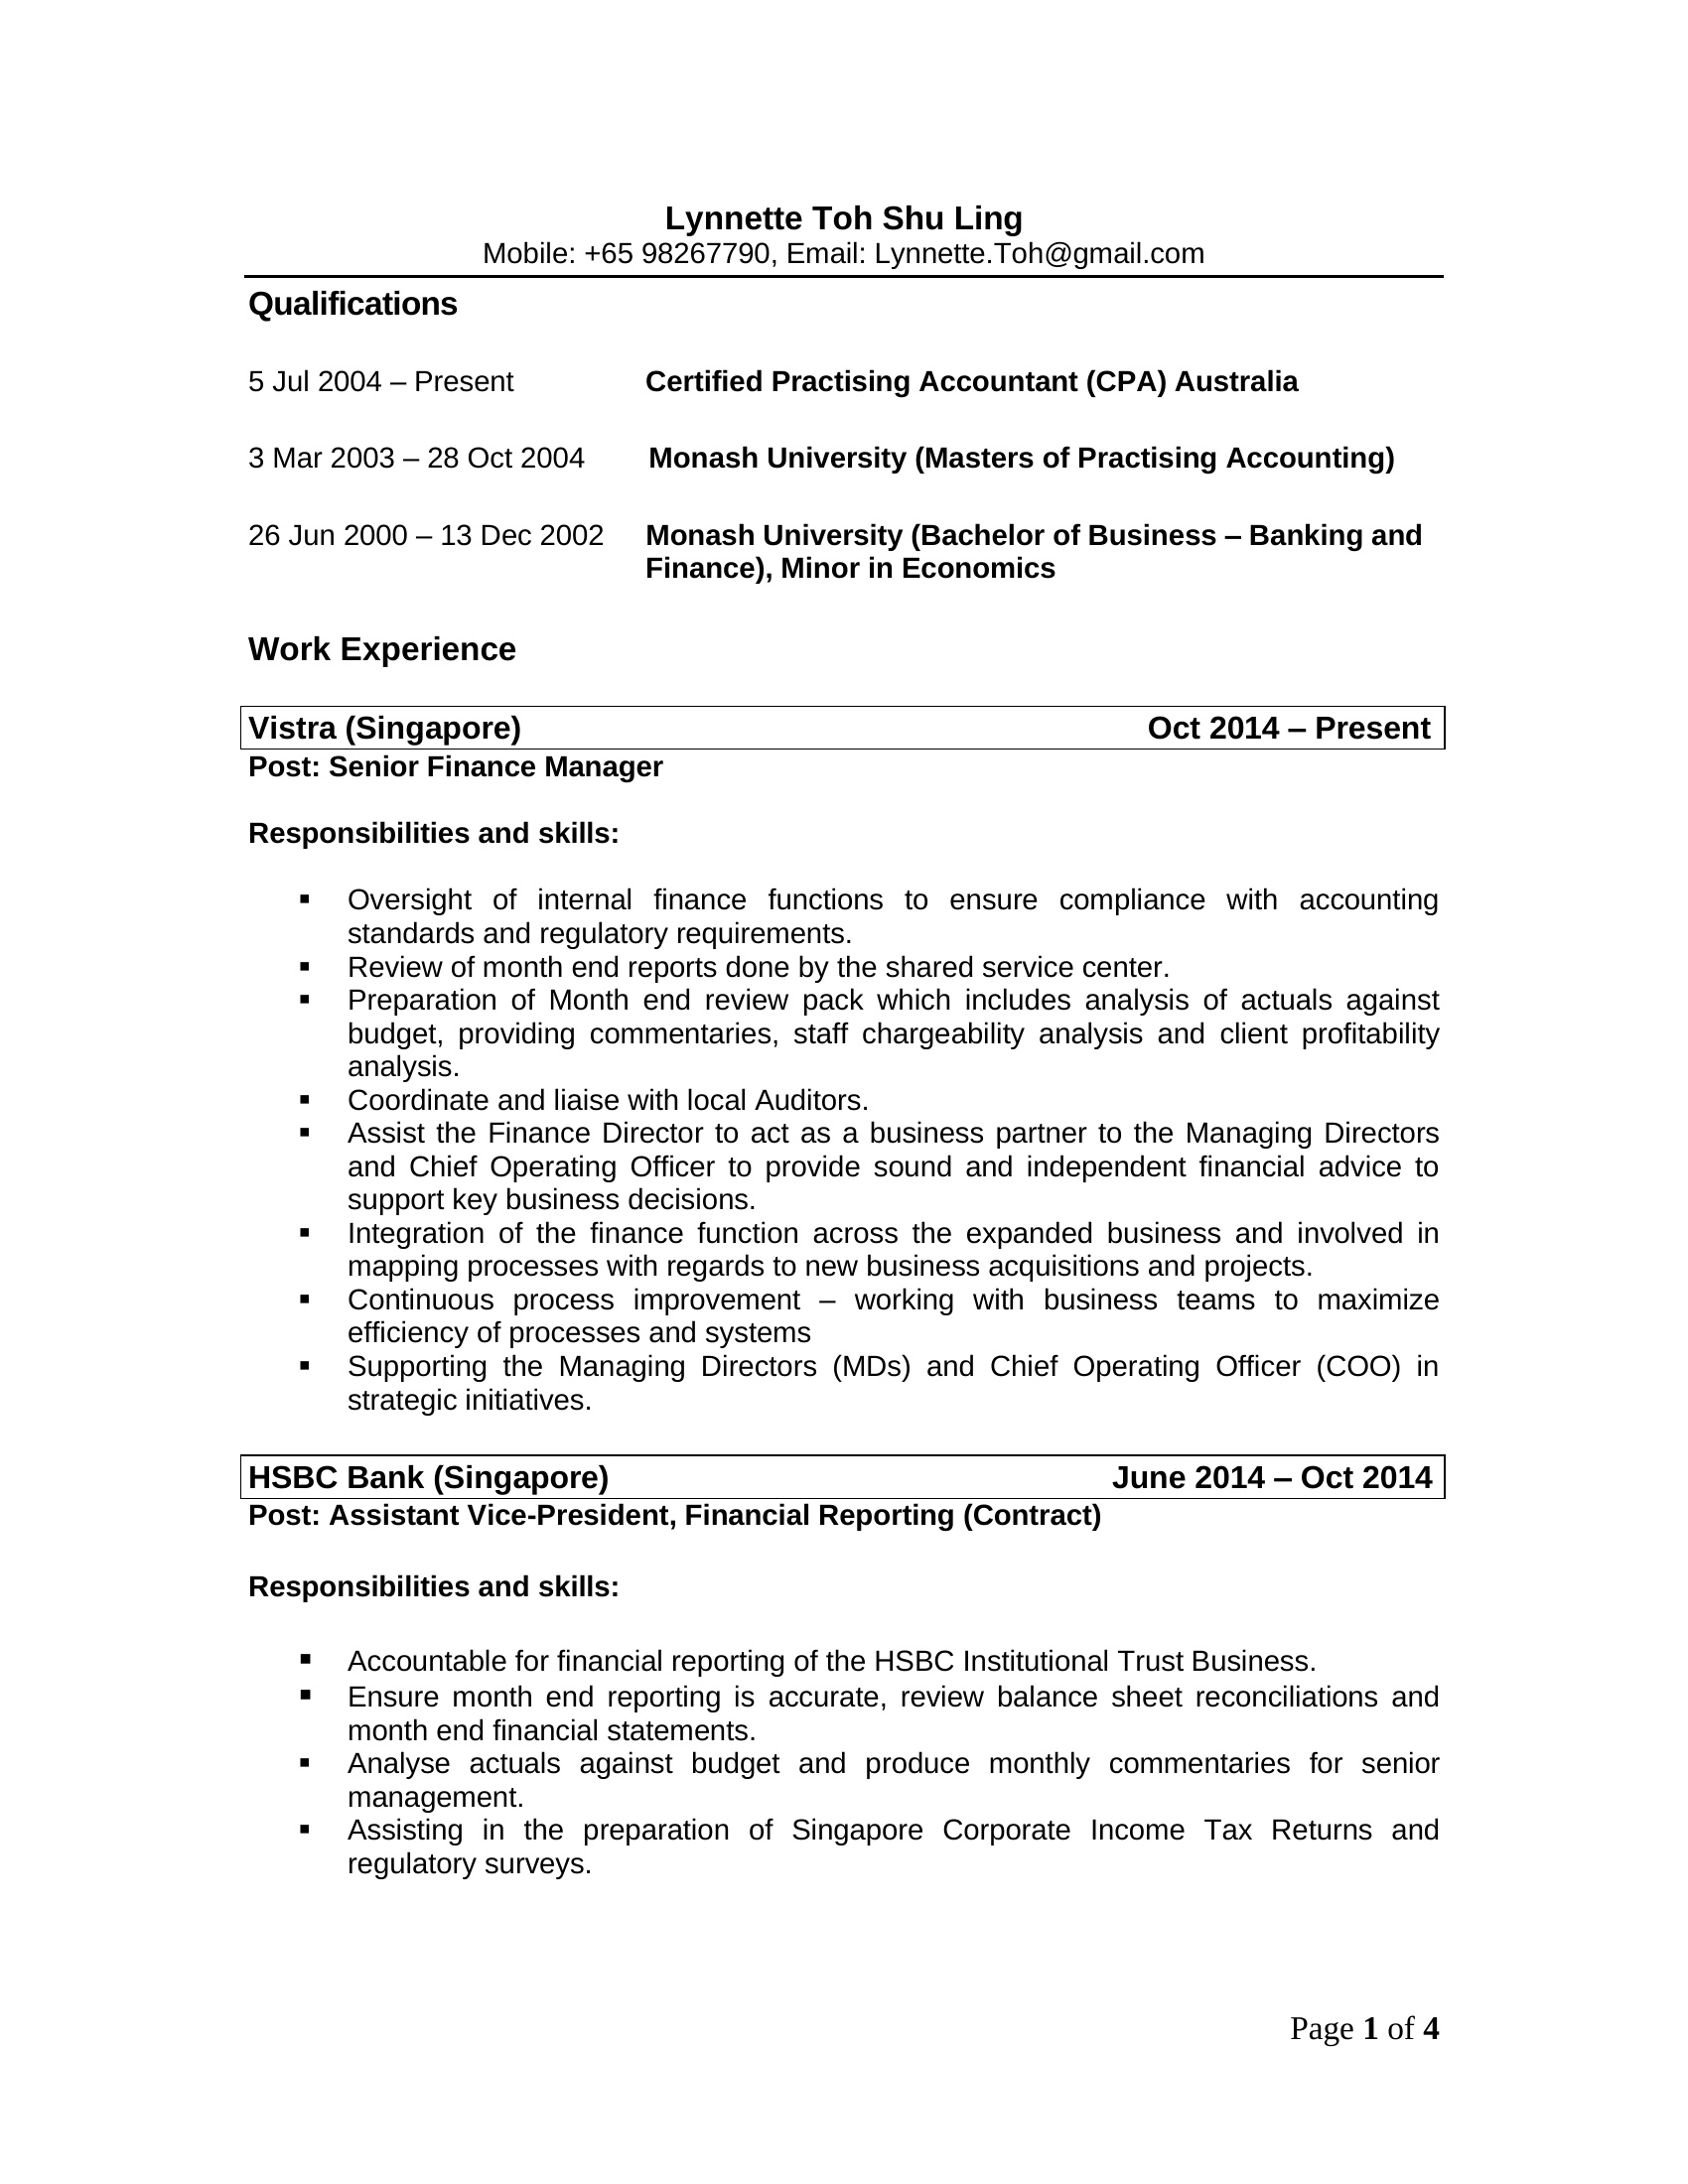 Lynnette Toh Shu Ling
Mobile: +65 98267790, Email: Lynnette.Toh@gmail.com
Qualifications
5 Jul 2004 – Present Certified Practising Accountant (CPA) Australia
3 Mar 2003 – 28 Oct 2004 Monash University (Masters of Practising Accounting)
26 Jun 2000 – 13 Dec 2002 Monash University (Bachelor of Business – Banking and
Finance), Minor in Economics
Work Experience
Vistra (Singapore) Oct 2014 – Present
Post: Senior Finance Manager
Responsibilities and skills:
▪ Oversight of internal finance functions to ensure compliance with accounting
standards and regulatory requirements.
▪ Review of month end reports done by the shared service center.
▪ Preparation of Month end review pack which includes analysis of actuals against
budget, providing commentaries, staff chargeability analysis and client profitability
analysis.
▪ Coordinate and liaise with local Auditors.
▪ Assist the Finance Director to act as a business partner to the Managing Directors
and Chief Operating Officer to provide sound and independent financial advice to
support key business decisions.
▪ Integration of the finance function across the expanded business and involved in
mapping processes with regards to new business acquisitions and projects.
▪ Continuous process improvement – working with business teams to maximize
efficiency of processes and systems
▪ Supporting the Managing Directors (MDs) and Chief Operating Officer (COO) in
strategic initiatives.
HSBC Bank (Singapore) June 2014 – Oct 2014
Post: Assistant Vice-President, Financial Reporting (Contract)
Responsibilities and skills:
▪ Accountable for financial reporting of the HSBC Institutional Trust Business.
▪ Ensure month end reporting is accurate, review balance sheet reconciliations and
month end financial statements.
▪ Analyse actuals against budget and produce monthly commentaries for senior
management.
▪ Assisting in the preparation of Singapore Corporate Income Tax Returns and
regulatory surveys.
Page 1 of 4